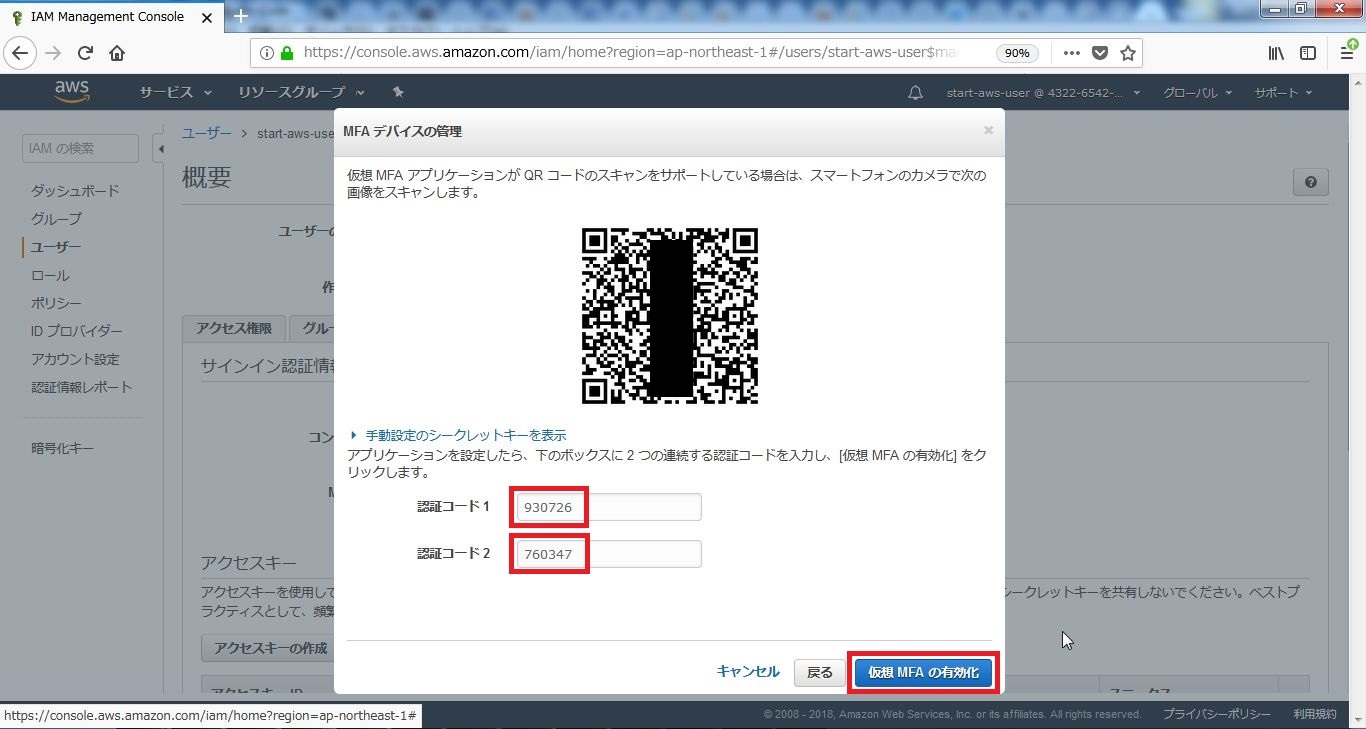 IAM Management Console
https://console.aws.amazon.com/iam/home?region=ap-northeast-1#/users/start-aws-user$ma
90%
aws
サービス
リソースグループ
start-aws-user @ 4322-6542-...
グローバル
サポート
IAM の検索
ダッシュボード
グループ
ユーザー
ロール
ポリシー
ID プロバイダー
アカウント設定
認証情報レポート
暗号化キー
ユーザー > start-aws-use
概要
ユーザーの
作
アクセス権限
グルー
サインイン認証情報
コン
M
アクセスキー
アクセスキーを使用して
シークレットキーを共有しないでください。ベストプ
ラクティスとして、頻繁
アクセスキーの作成
アクセスキー ID
ステータス
MFA デバイスの管理
仮想 MFA アプリケーションが QR コードのスキャンをサポートしている場合は、スマートフォンのカメラで次の
画像をスキャンします。
手動設定のシークレットキーを表示
アプリケーションを設定したら、下のボックスに 2 つの連続する認証コードを入力し、[仮想 MFA の有効化] をク
リックします。
認証コード 1
930726
認証コード 2
760347
キャンセル
戻る
仮想 MFA の有効化
https://console.aws.amazon.com/iam/home?region=ap-northeast-1#
© 2008 - 2018, Amazon Web Services, Inc. or its affiliates. All rights reserved.
プライバシーポリシー
利用規約